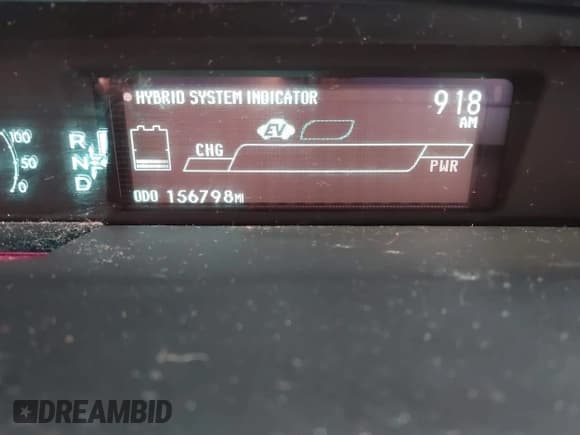 HYBRID SYSTEM INDICATOR
918
AM
100
50
0
R
N
D
EV
CHG
PWR
ODO 156798MI
DREAMBID